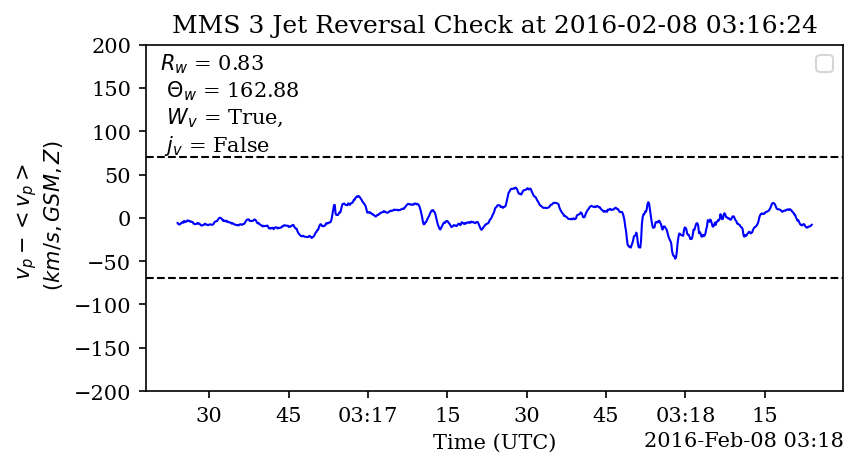 MMS 3 Jet Reversal Check at 2016-02-08 03:16:24
200
150
100
50
0
−50
−100
−150
−200
v_p − < v_p >
(km/s, GSM, Z)
R_w = 0.83
Θ_w = 162.88
W_v = True,
j_v = False
30 45 03:17 15 30 45 03:18 15
Time (UTC)
2016-Feb-08 03:18